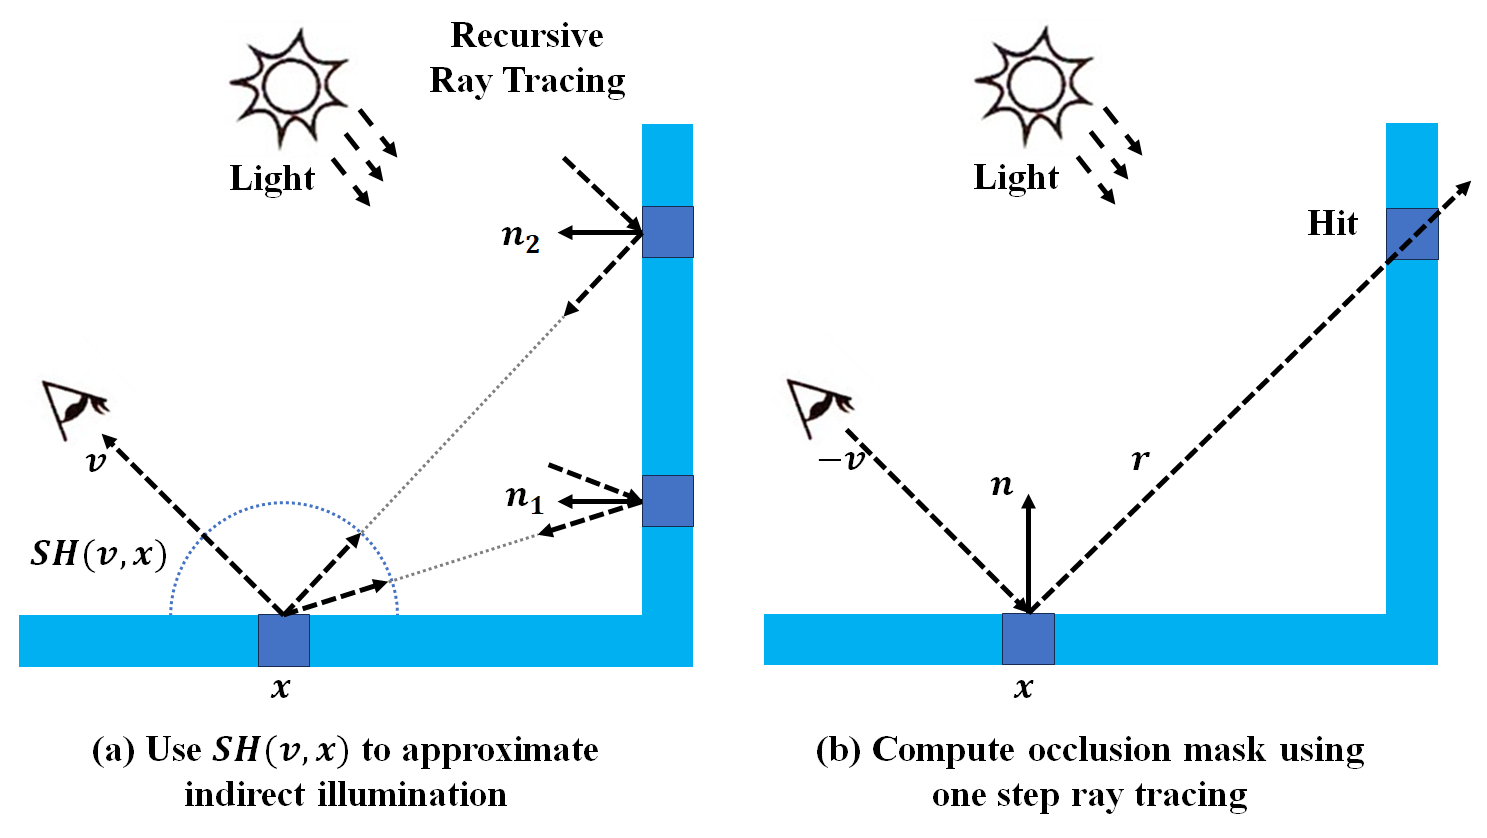 Recursive
Ray Tracing
Light
n₂
v
n₁
SH(v, x)
x
(a) Use SH(v, x) to approximate
indirect illumination
Light
Hit
−v
r
n
x
(b) Compute occlusion mask using
one step ray tracing